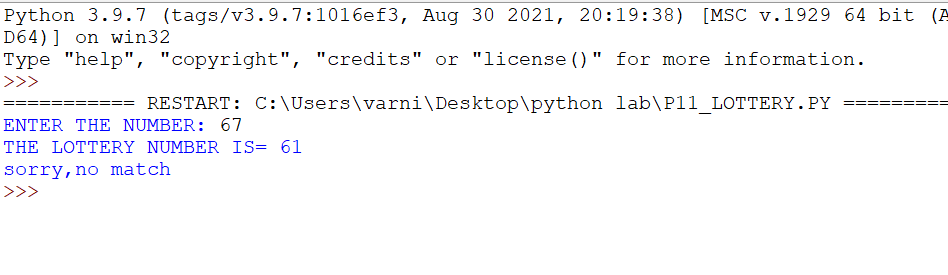 Python 3.9.7 (tags/v3.9.7:1016ef3, Aug 30 2021, 20:19:38) [MSC v.1929 64 bit (A
D64)] on win32
Type "help", "copyright", "credits" or "license()" for more information.
>>>
=========== RESTART: C:\Users\varni\Desktop\python lab\P11_LOTTERY.PY =========
ENTER THE NUMBER: 67
THE LOTTERY NUMBER IS= 61
sorry,no match
>>>